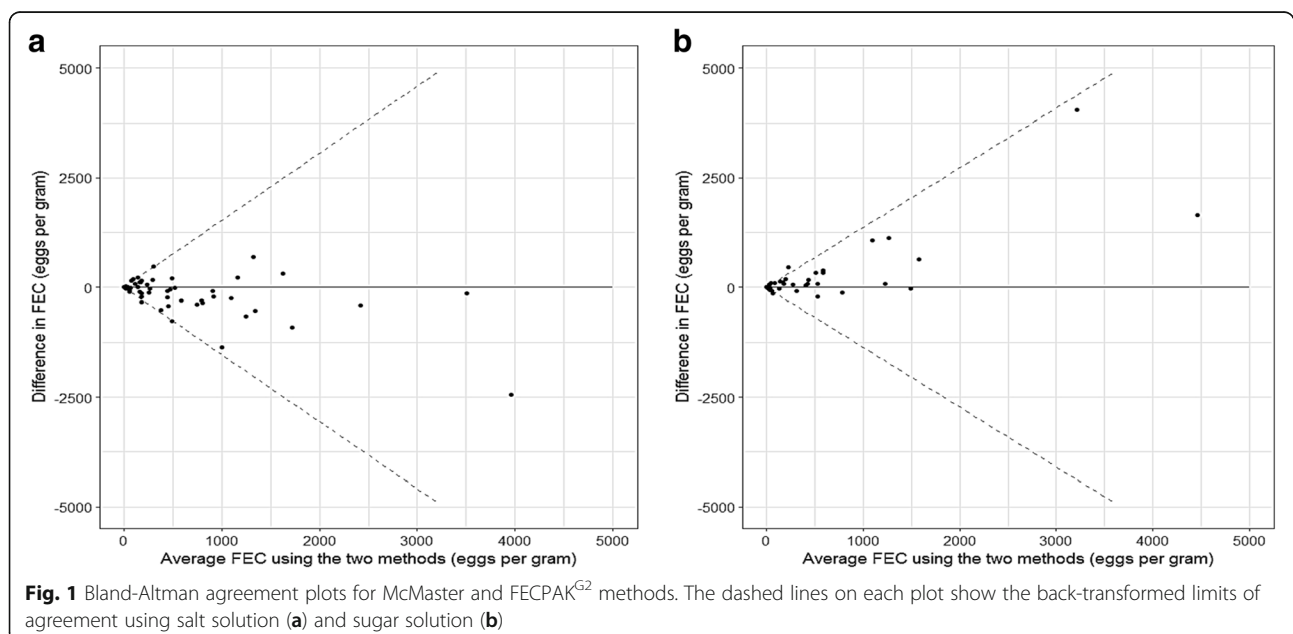 a
5000
2500
0
-2500
-5000
Difference in FEC (eggs per gram)
0 1000 2000 3000 4000 5000
Average FEC using the two methods (eggs per gram)
b
5000
2500
0
-2500
-5000
Difference in FEC (eggs per gram)
0 1000 2000 3000 4000 5000
Average FEC using the two methods (eggs per gram)
Fig. 1 Bland-Altman agreement plots for McMaster and FECPAKG2 methods. The dashed lines on each plot show the back-transformed limits of
agreement using salt solution (a) and sugar solution (b)